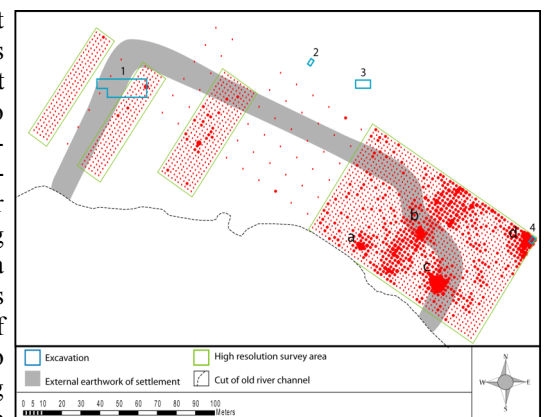 1
2
3
4
a
b
c
d
Excavation
High resolution survey area
External earthwork of settlement
Cut of old river channel
N
W
E
S
0 5 10 20 30 40 50 60 70 80 90 100
Meters